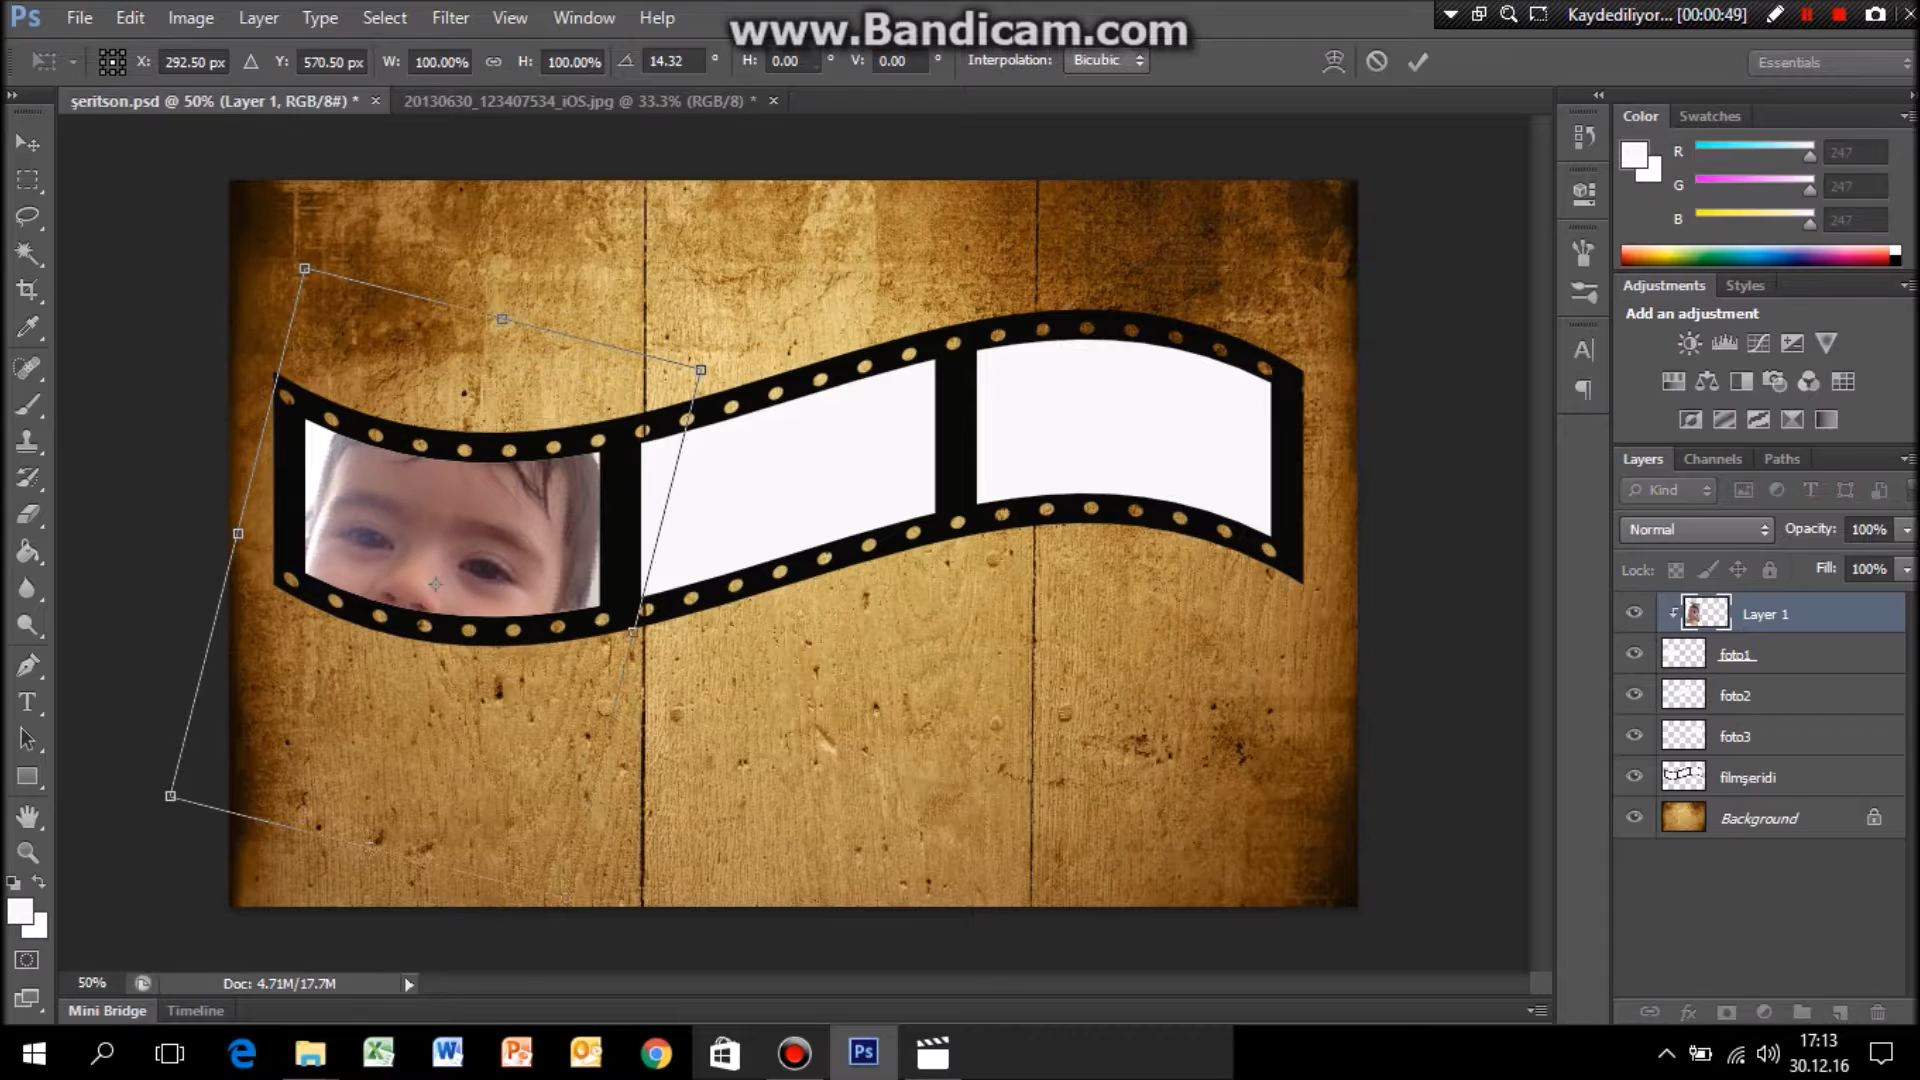 Ps File Edit Image Layer Type Select Filter View Window Help
www.Bandicam.com
Kaydediliyor... [00:00:49]
X: 292.50 px Y: 570.50 px W: 100.00% H: 100.00% 14.32 ° H: 0.00 ° V: 0.00 ° Interpolation: Bicubic
Essentials
şeritson.psd @ 50% (Layer 1, RGB/8#) * × 20130630_123407534_iOS.jpg @ 33.3% (RGB/8) * ×
Color Swatches
R 247
G 247
B 247
Adjustments Styles
Add an adjustment
Layers Channels Paths
Kind
Normal Opacity: 100%
Lock: Fill: 100%
Layer 1
foto1
foto2
foto3
filmşeridi
Background
50% Doc: 4.71M/17.7M
Mini Bridge Timeline
17:13
30.12.16